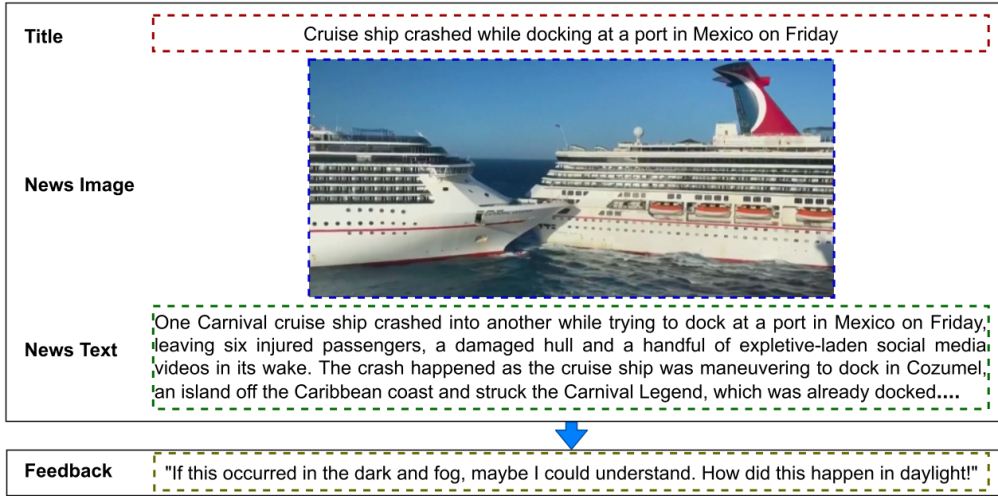 Title
Cruise ship crashed while docking at a port in Mexico on Friday
News Image
News Text
One Carnival cruise ship crashed into another while trying to dock at a port in Mexico on Friday,
leaving six injured passengers, a damaged hull and a handful of expletive-laden social media
videos in its wake. The crash happened as the cruise ship was maneuvering to dock in Cozumel,
an island off the Caribbean coast and struck the Carnival Legend, which was already docked....
Feedback
"If this occurred in the dark and fog, maybe I could understand. How did this happen in daylight!"